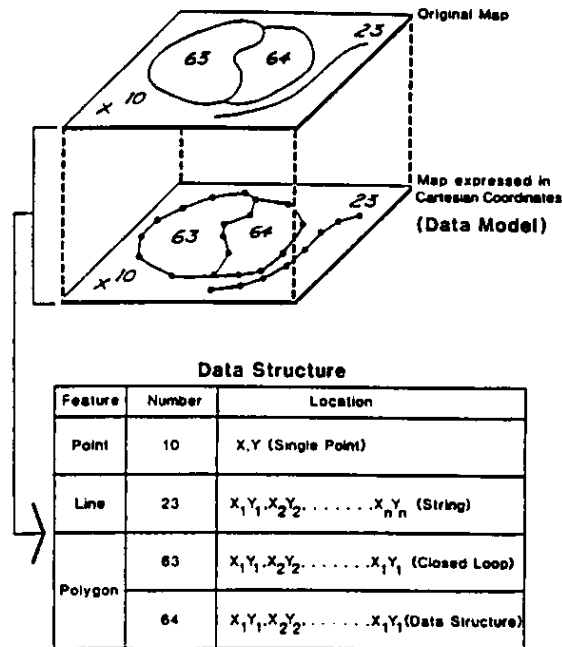 23
Original Map
63
64
x 10
Map expressed in
Cartesian Coordinates
(Data Model)
23
63
64
x 10
Data Structure
Feature Number Location
Point 10 X,Y (Single Point)
Line 23 X₁Y₁,X₂Y₂. . . . . . . .XₙYₙ (String)
Polygon
63 X₁Y₁,X₂Y₂. . . . . . . .X₁Y₁ (Closed Loop)
64 X₁Y₁,X₂Y₂. . . . . . . .X₁Y₁(Data Structure)